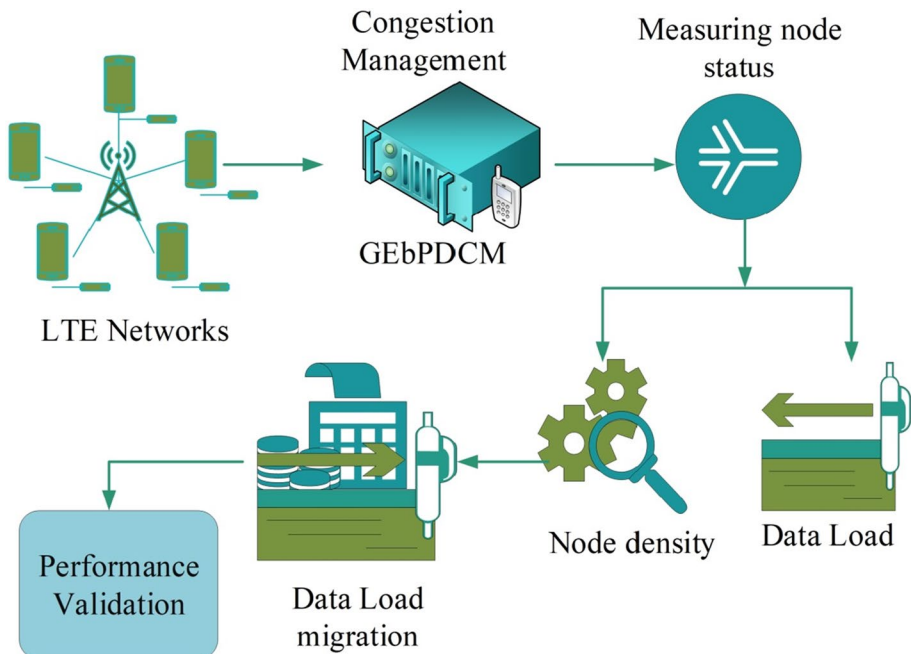 Congestion
Management
Measuring node
status
GEbPDCM
LTE Networks
Node density
Data Load
Data Load
migration
Performance
Validation